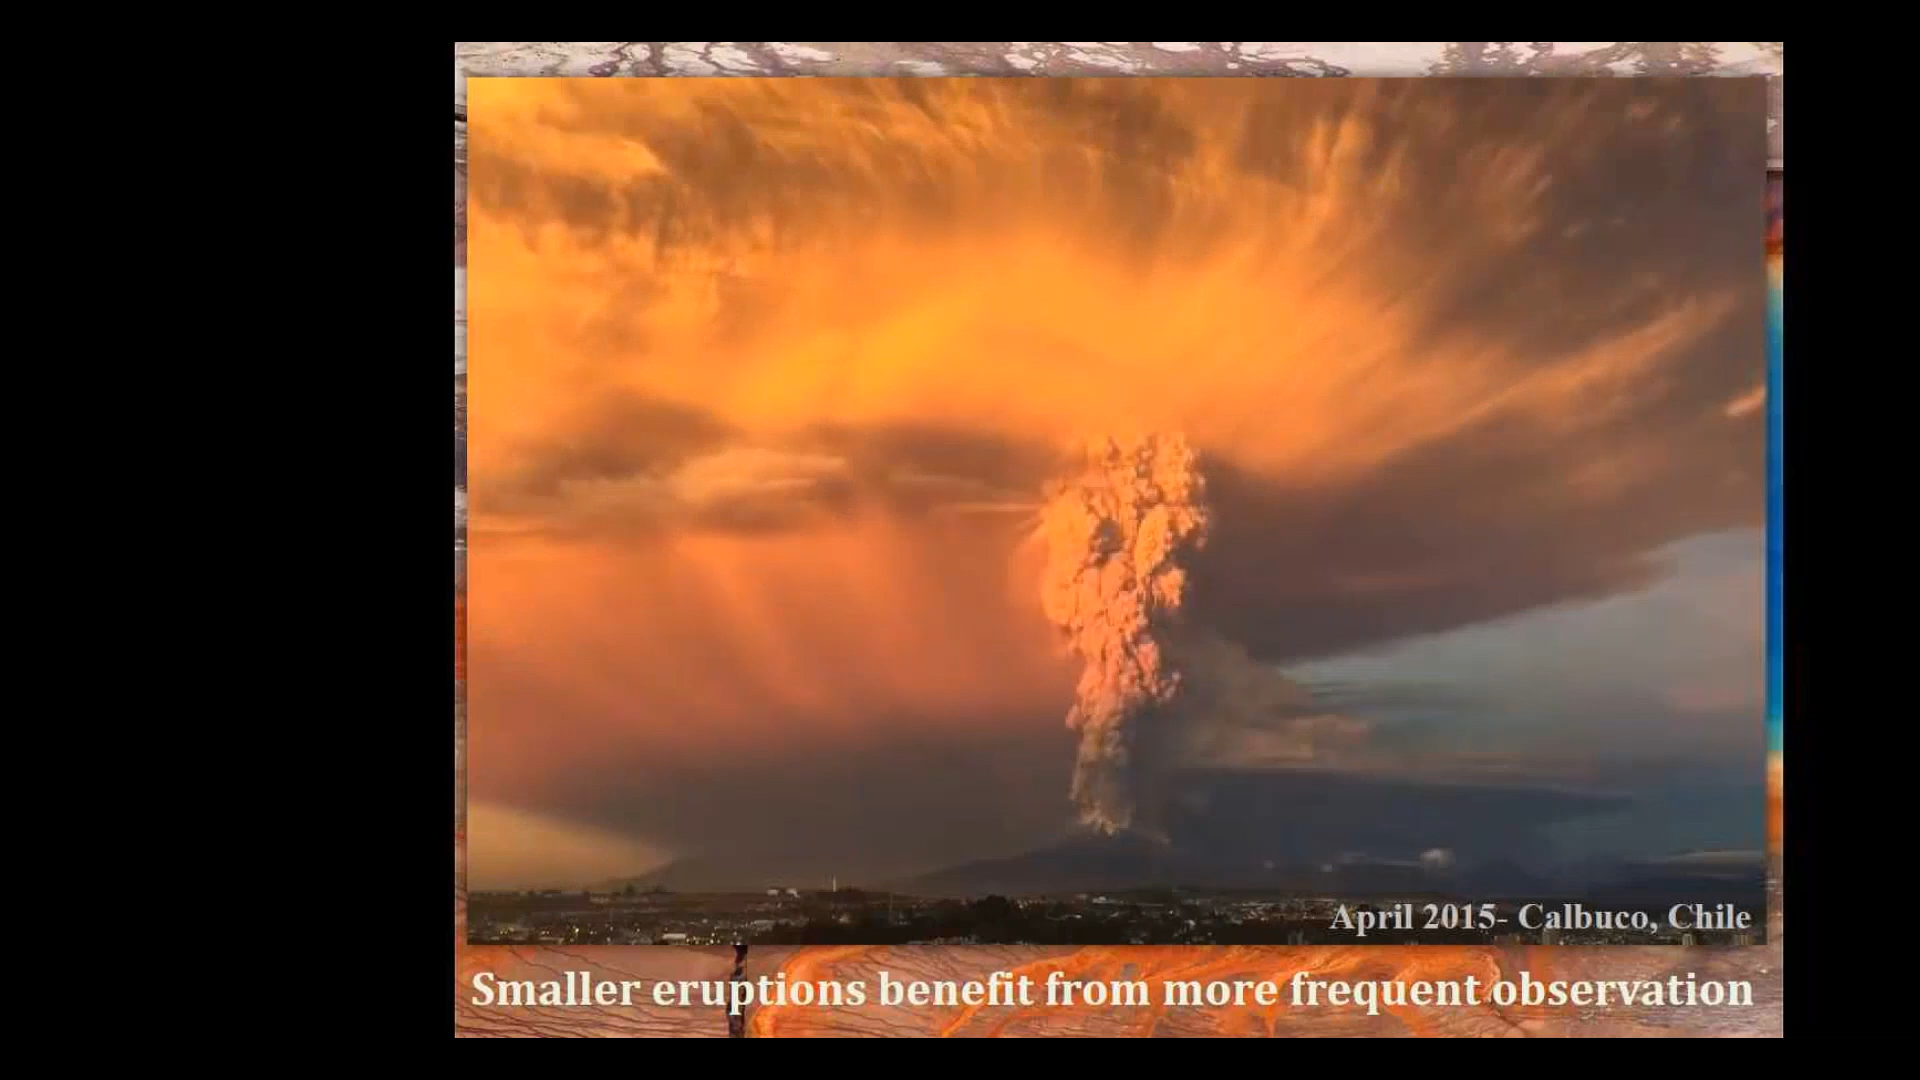 April 2015- Calbuco, Chile
Smaller eruptions benefit from more frequent observation